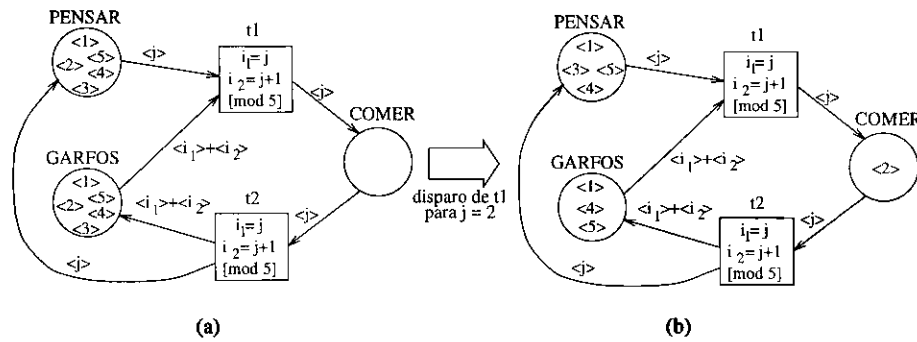 PENSAR
<1>
<5>
<2>
<4>
<3>
<j>
t1
i1=j
i2=j+1
[mod 5]
<j>
COMER
<i1>+<i2>
GARFOS
<1>
<5>
<2>
<4>
<3>
<i1>+<i2>
t2
i1=j
i2=j+1
[mod 5]
<j>
<j>
(a)
disparo de t1
para j = 2
PENSAR
<1>
<3> <5>
<4>
<j>
t1
i1=j
i2=j+1
[mod 5]
<j>
COMER
<2>
<i1>+<i2>
GARFOS
<1>
<4>
<5>
<i1>+<i2>
t2
i1=j
i2=j+1
[mod 5]
<j>
<j>
(b)